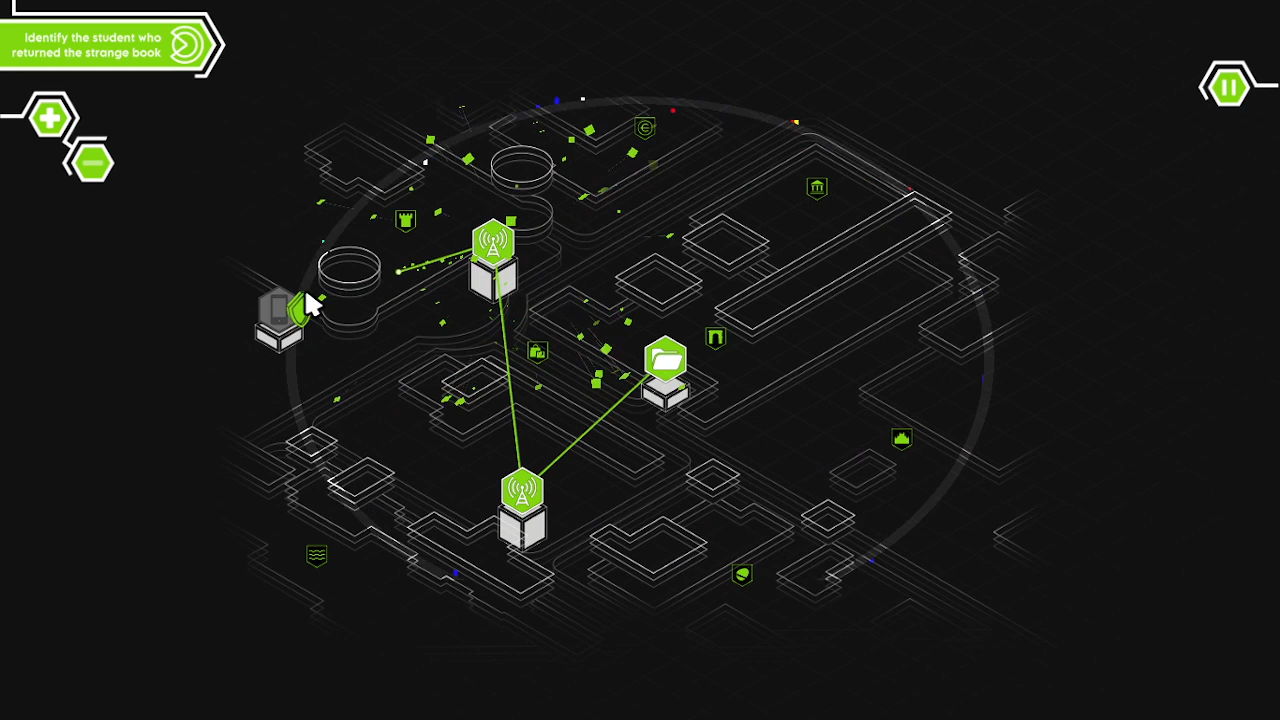 Identify the student who
returned the strange book